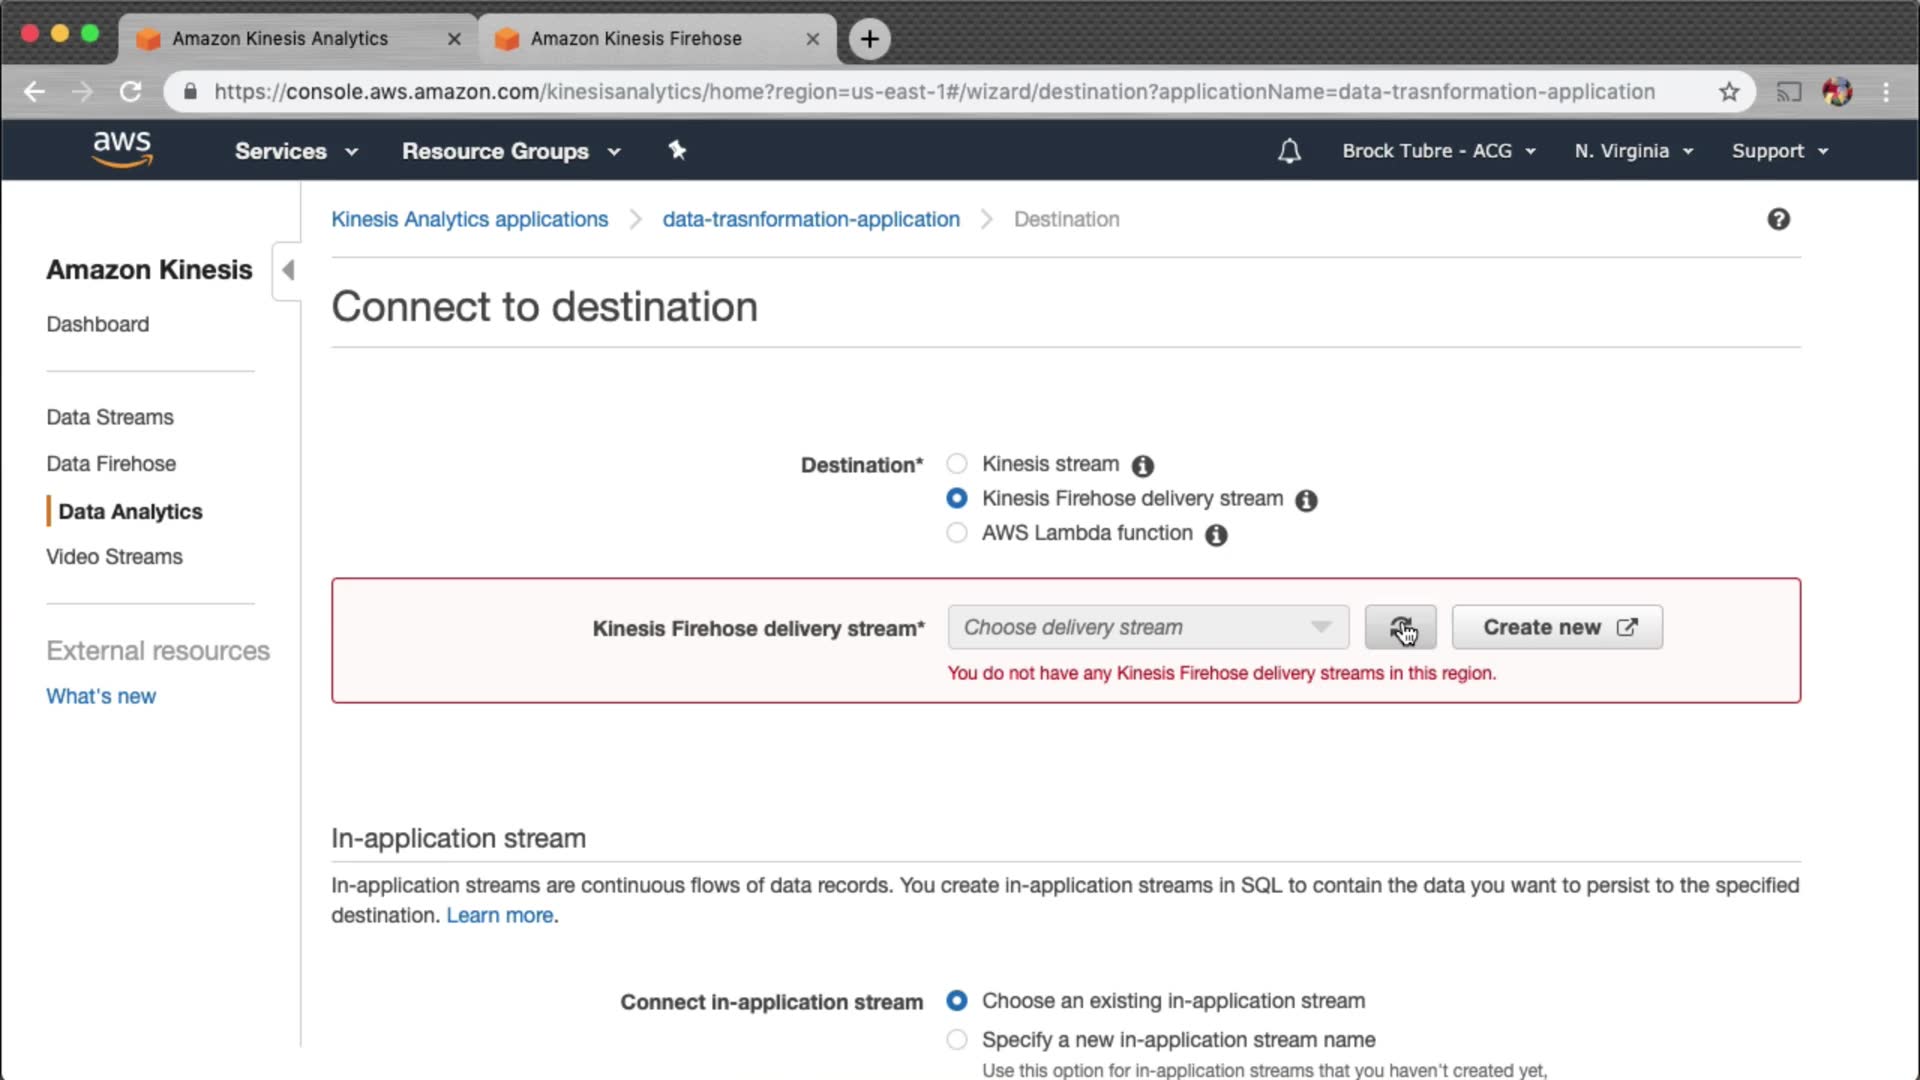 Amazon Kinesis Analytics
Amazon Kinesis Firehose
https://console.aws.amazon.com/kinesisanalytics/home?region=us-east-1#/wizard/destination?applicationName=data-trasnformation-application
aws
Services
Resource Groups
Brock Tubre - ACG
N. Virginia
Support
Kinesis Analytics applications
data-trasnformation-application
Destination
Amazon Kinesis
Dashboard
Data Streams
Data Firehose
Data Analytics
Video Streams
External resources
What's new
Connect to destination
Destination*
Kinesis stream
Kinesis Firehose delivery stream
AWS Lambda function
Kinesis Firehose delivery stream*
Choose delivery stream
Create new
You do not have any Kinesis Firehose delivery streams in this region.
In-application stream
In-application streams are continuous flows of data records. You create in-application streams in SQL to contain the data you want to persist to the specified
destination. Learn more.
Connect in-application stream
Choose an existing in-application stream
Specify a new in-application stream name
Use this option for in-application streams that you haven't created yet,